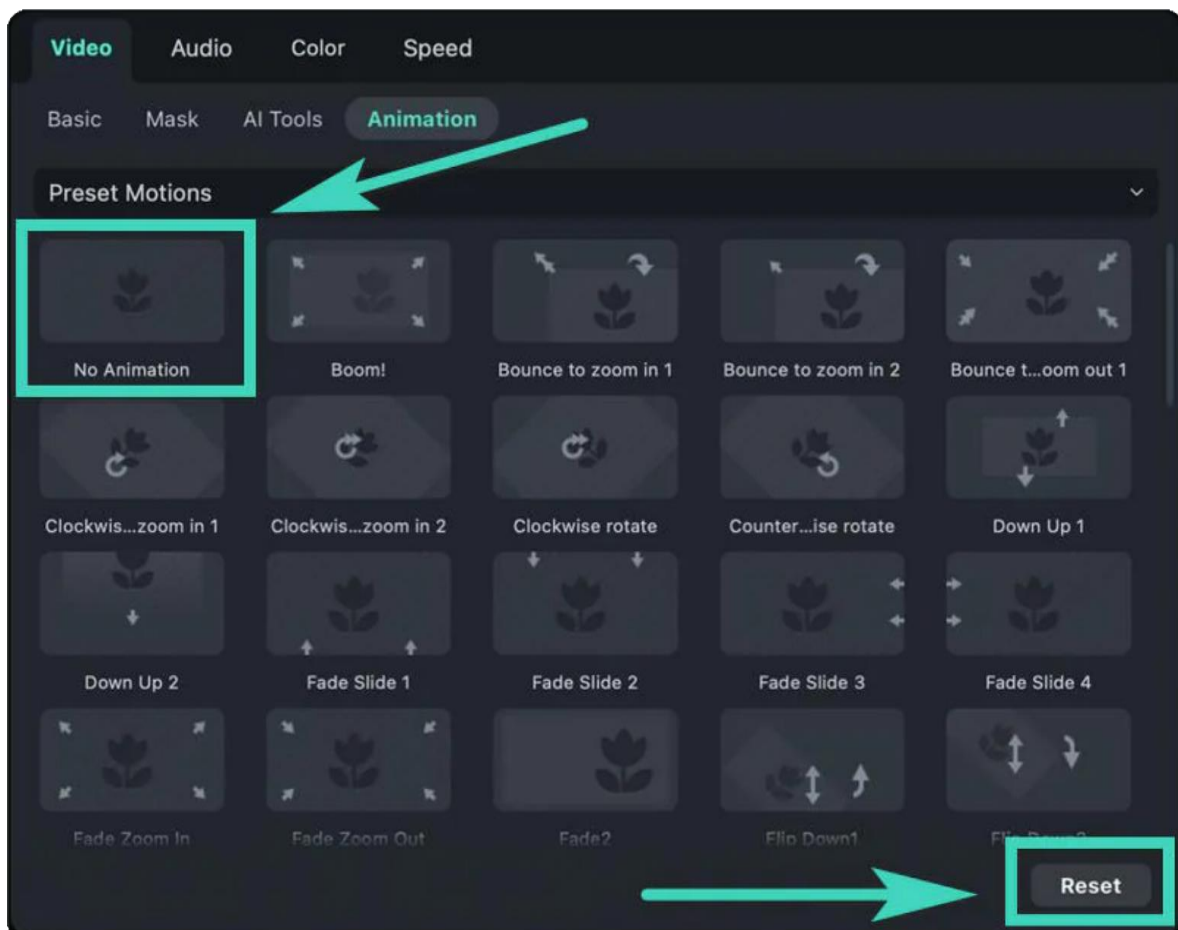 Video Audio Color Speed
Basic Mask AI Tools Animation
Preset Motions
No Animation Boom! Bounce to zoom in 1 Bounce to zoom in 2 Bounce t...oom out 1
Clockwis...zoom in 1 Clockwis...zoom in 2 Clockwise rotate Counter...ise rotate Down Up 1
Down Up 2 Fade Slide 1 Fade Slide 2 Fade Slide 3 Fade Slide 4
Fade Zoom In Fade Zoom Out Fade2 Flip Down1 Flip Down2
Reset